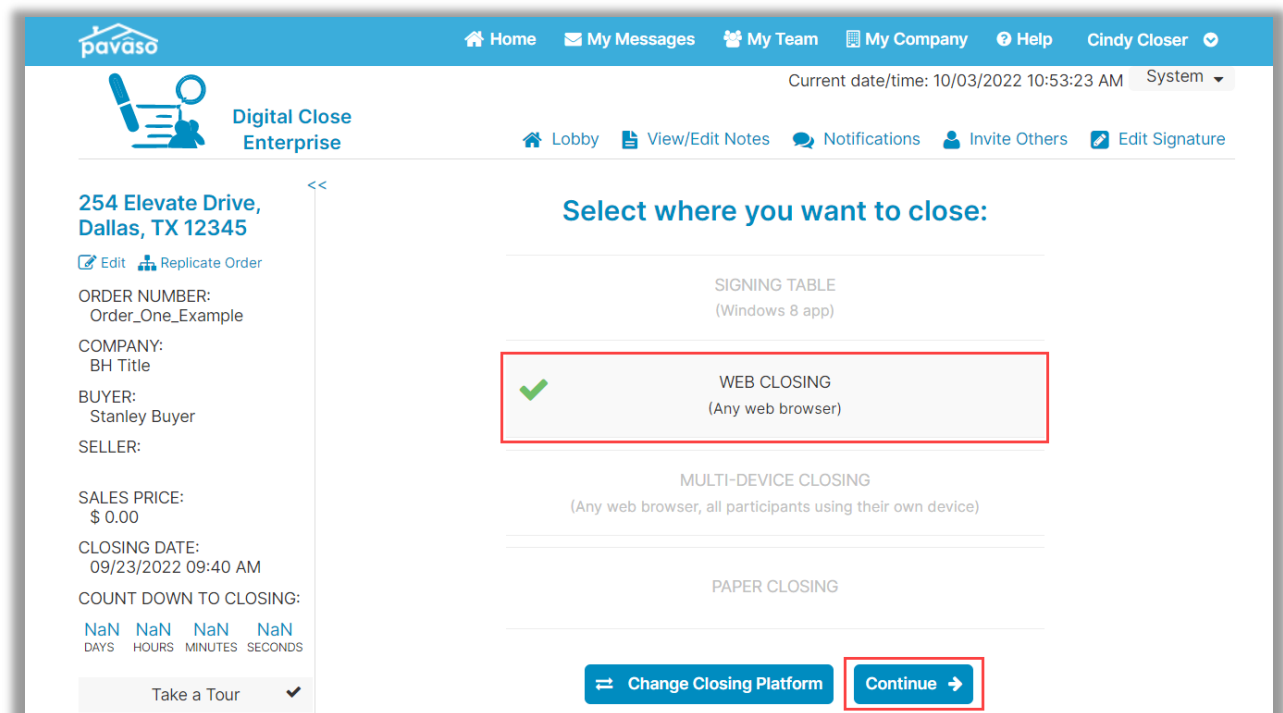 pavaso
Home My Messages My Team My Company Help Cindy Closer
Current date/time: 10/03/2022 10:53:23 AM System
Digital Close
Enterprise
Lobby View/Edit Notes Notifications Invite Others Edit Signature
<<
254 Elevate Drive,
Dallas, TX 12345
Edit Replicate Order
ORDER NUMBER:
Order_One_Example
COMPANY:
BH Title
BUYER:
Stanley Buyer
SELLER:
SALES PRICE:
$ 0.00
CLOSING DATE:
09/23/2022 09:40 AM
COUNT DOWN TO CLOSING:
NaN NaN NaN NaN
DAYS HOURS MINUTES SECONDS
Take a Tour
Select where you want to close:
SIGNING TABLE
(Windows 8 app)
WEB CLOSING
(Any web browser)
MULTI-DEVICE CLOSING
(Any web browser, all participants using their own device)
PAPER CLOSING
Change Closing Platform Continue